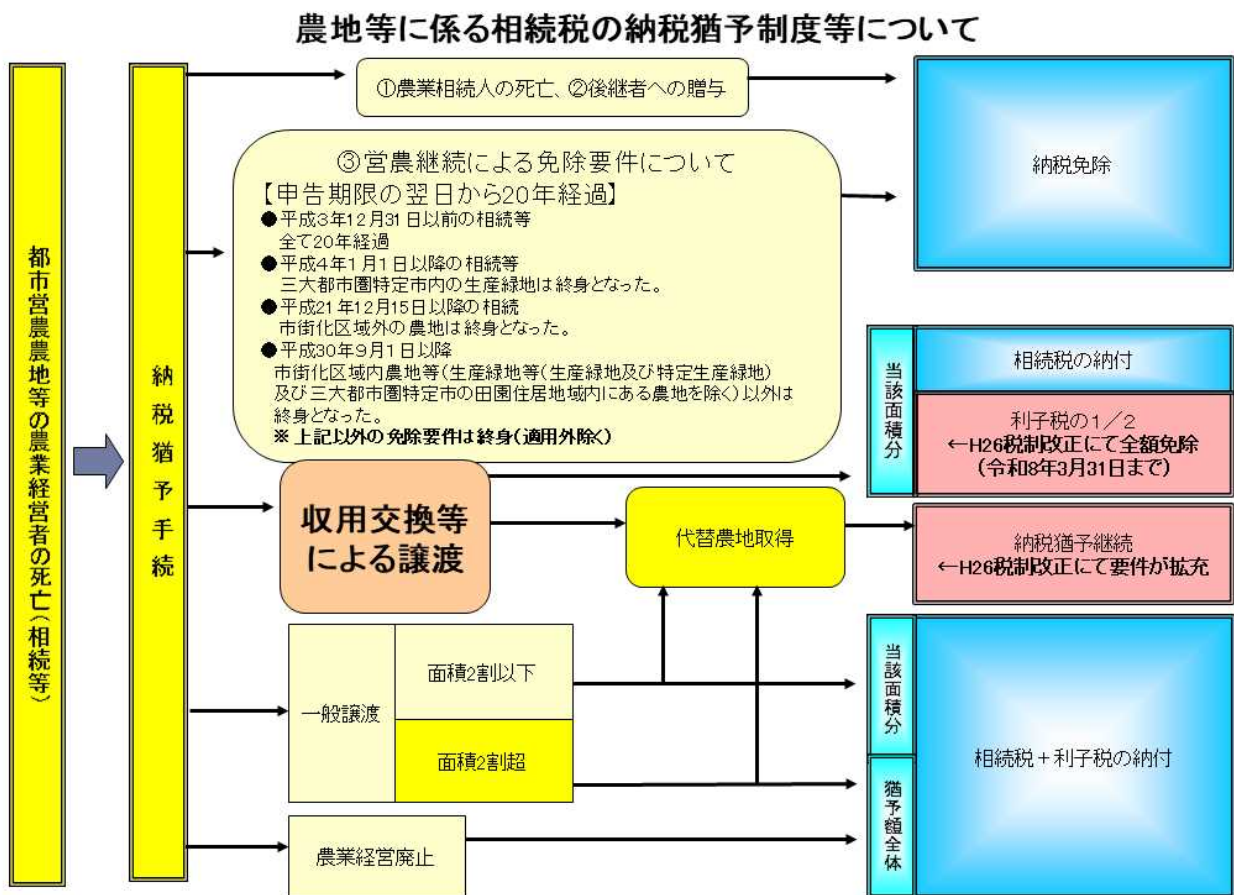 農地等に係る相続税の納税猶予制度等について
都市営農農地等の農業経営者の死亡（相続等）
納税猶予手続
①農業相続人の死亡、②後継者への贈与
納税免除
③営農継続による免除要件について
【申告期限の翌日から20年経過】
●平成3年12月31日以前の相続等
全て20年経過
●平成4年1月1日以降の相続等
三大都市圏特定市内の生産緑地は終身となった。
●平成21年12月15日以降の相続
市街化区域外の農地は終身となった。
●平成30年9月1日以降
市街化区域内農地等（生産緑地等（生産緑地及び特定生産緑地）
及び三大都市圏特定市の田園住居地域内にある農地を除く）以外は
終身となった。
※上記以外の免除要件は終身（適用外除く）
当該面積分
相続税の納付
利子税の1／2
←H26税制改正にて全額免除
（令和8年3月31日まで）
収用交換等
による譲渡
代替農地取得
納税猶予継続
←H26税制改正にて要件が拡充
一般譲渡
面積2割以下
面積2割超
当該面積分
猶予額全体
相続税＋利子税の納付
農業経営廃止